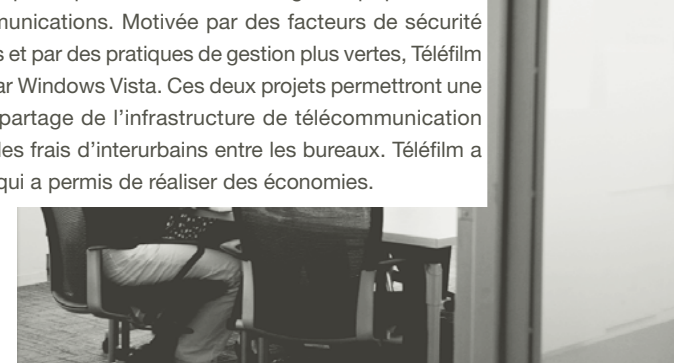 munications. Motivée par des facteurs de sécurité
s et par des pratiques de gestion plus vertes, Téléfilm
ar Windows Vista. Ces deux projets permettront une
partage de l’infrastructure de télécommunication
les frais d’interurbains entre les bureaux. Téléfilm a
qui a permis de réaliser des économies.